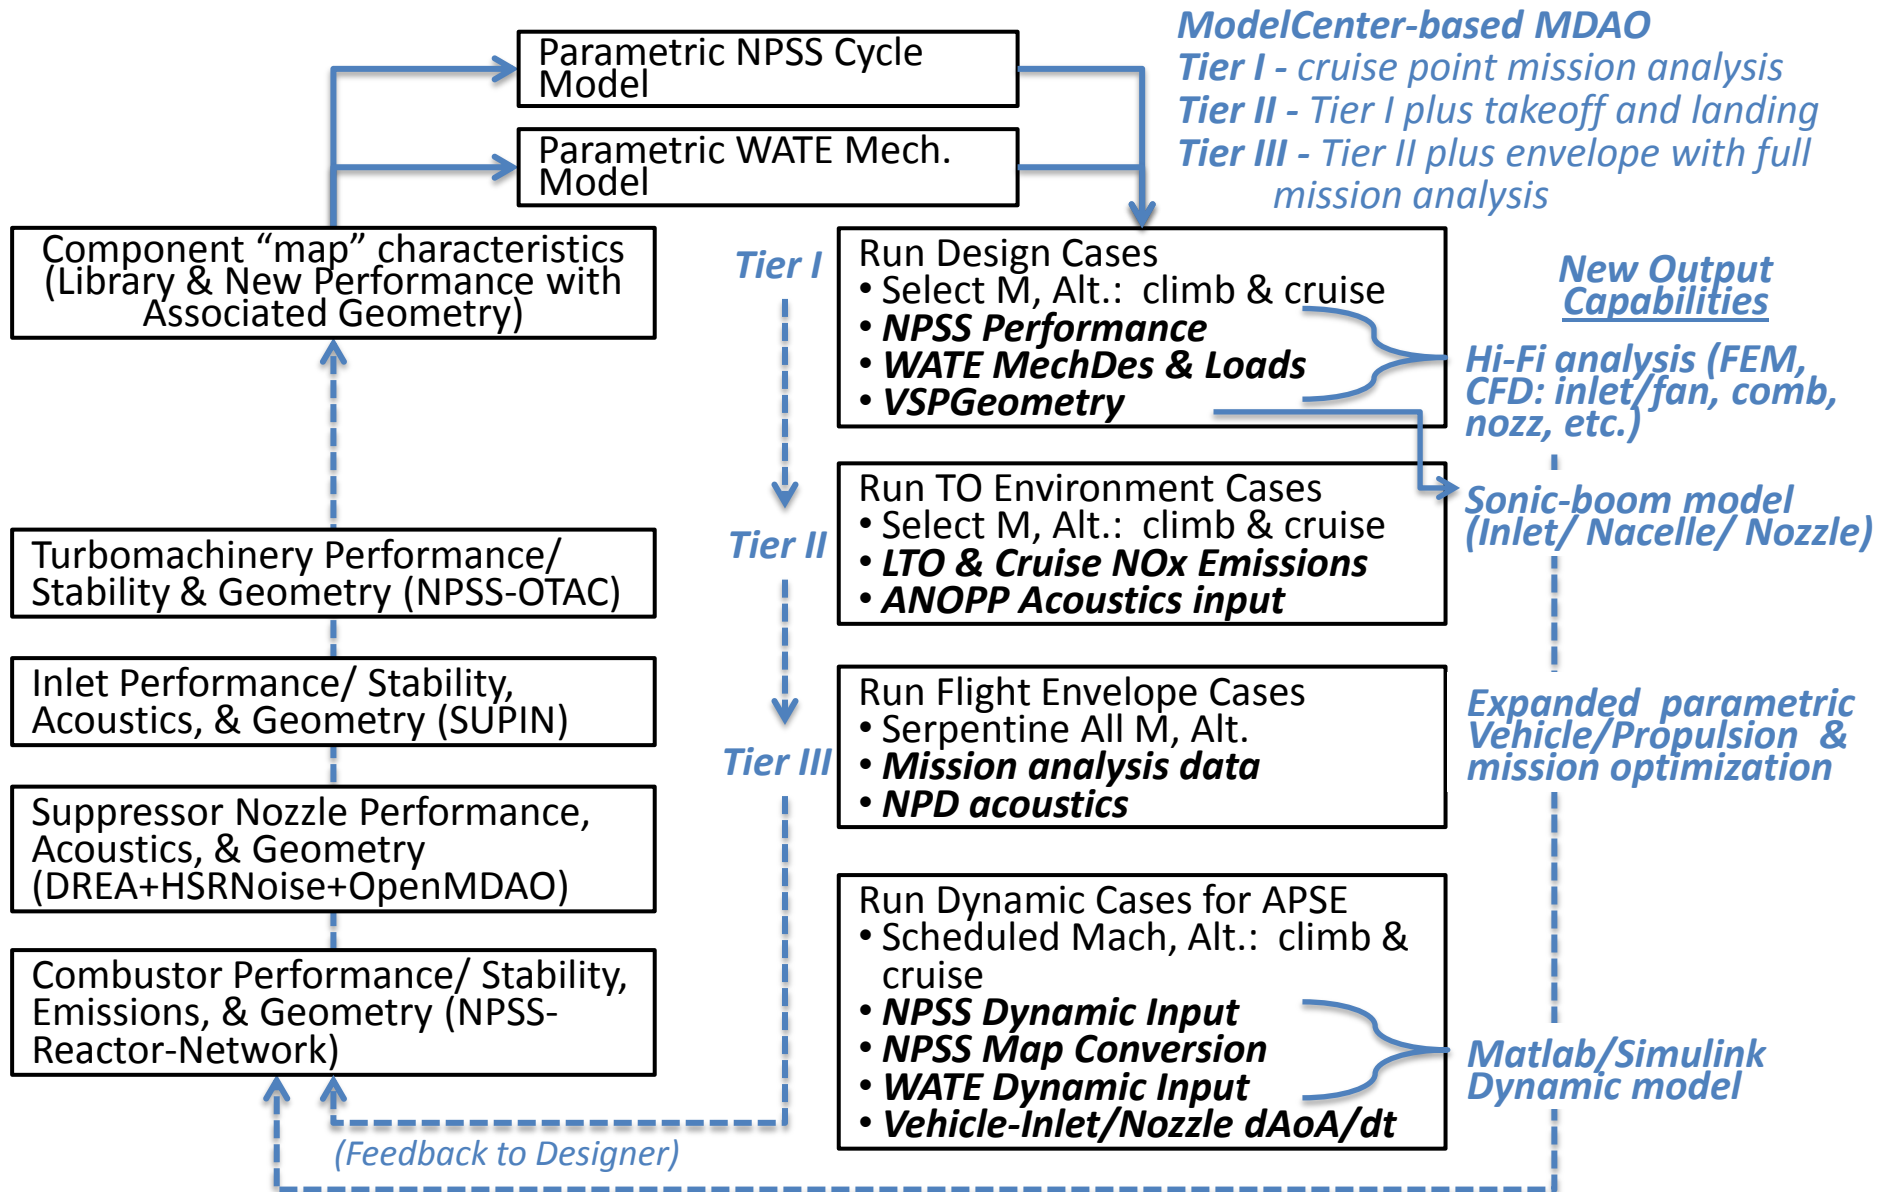 Parametric NPSS Cycle
Model
Parametric WATE Mech.
Model
ModelCenter-based MDAO
Tier I - cruise point mission analysis
Tier II - Tier I plus takeoff and landing
Tier III - Tier II plus envelope with full
mission analysis
Component “map” characteristics
(Library & New Performance with
Associated Geometry)
Turbomachinery Performance/
Stability & Geometry (NPSS-OTAC)
Inlet Performance/ Stability,
Acoustics, & Geometry (SUPIN)
Suppressor Nozzle Performance,
Acoustics, & Geometry
(DREA+HSRNoise+OpenMDAO)
Combustor Performance/ Stability,
Emissions, & Geometry (NPSS-
Reactor-Network)
(Feedback to Designer)
Tier I
Tier II
Tier III
Run Design Cases
• Select M, Alt.: climb & cruise
• NPSS Performance
• WATE MechDes & Loads
• VSPGeometry
Run TO Environment Cases
• Select M, Alt.: climb & cruise
• LTO & Cruise NOx Emissions
• ANOPP Acoustics input
Run Flight Envelope Cases
• Serpentine All M, Alt.
• Mission analysis data
• NPD acoustics
Run Dynamic Cases for APSE
• Scheduled Mach, Alt.: climb &
cruise
• NPSS Dynamic Input
• NPSS Map Conversion
• WATE Dynamic Input
• Vehicle-Inlet/Nozzle dAoA/dt
New Output
Capabilities
Hi-Fi analysis (FEM,
CFD: inlet/fan, comb,
nozz, etc.)
Sonic-boom model
(Inlet/ Nacelle/ Nozzle)
Expanded parametric
Vehicle/Propulsion &
mission optimization
Matlab/Simulink
Dynamic model